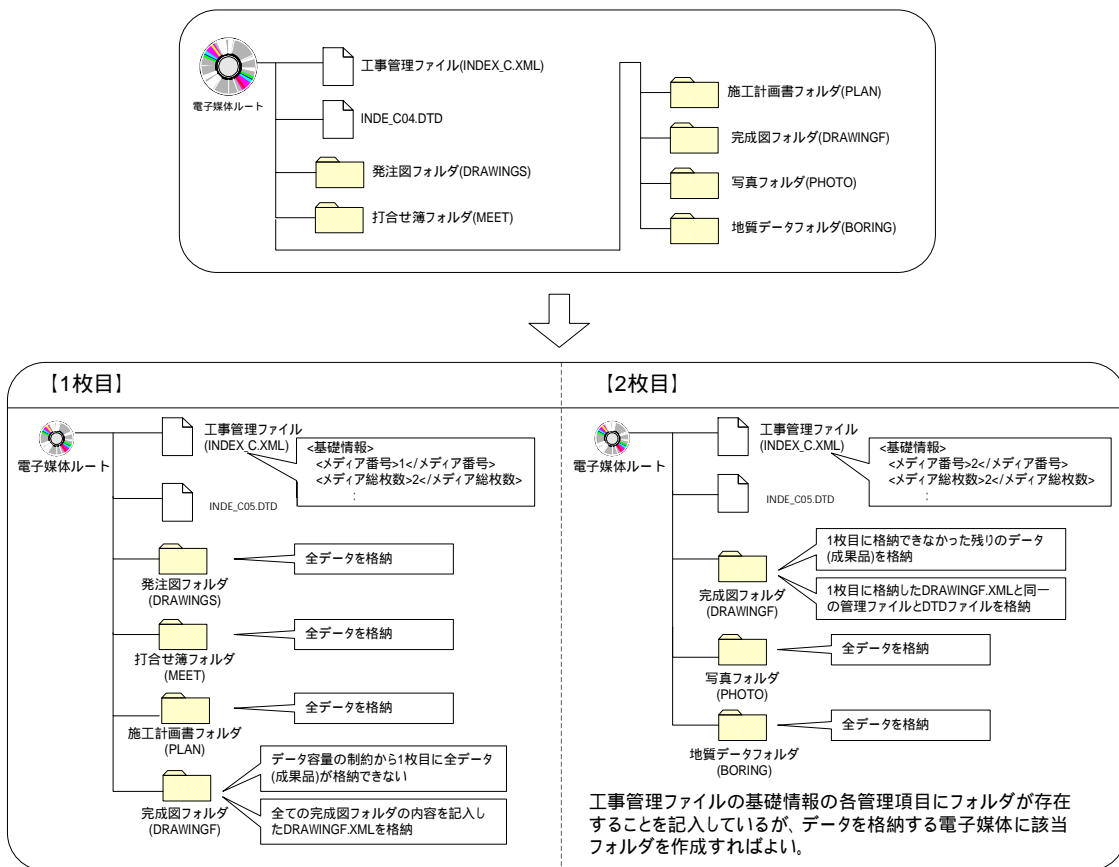 電子媒体ルート
工事管理ファイル(INDEX_C.XML)
INDE_C04.DTD
発注図フォルダ(DRAWINGS)
打合せ簿フォルダ(MEET)
施工計画書フォルダ(PLAN)
完成図フォルダ(DRAWINGF)
写真フォルダ(PHOTO)
地質データフォルダ(BORING)
【1枚目】
電子媒体ルート
工事管理ファイル
(INDEX_C.XML)
<基礎情報>
<メディア番号>1</メディア番号>
<メディア総枚数>2</メディア総枚数>
:
INDE_C05.DTD
発注図フォルダ
(DRAWINGS)
全データを格納
打合せ簿フォルダ
(MEET)
全データを格納
施工計画書フォルダ
(PLAN)
全データを格納
完成図フォルダ
(DRAWINGF)
データ容量の制約から1枚目に全データ
(成果品)が格納できない
全ての完成図フォルダの内容を記入し
たDRAWINGF.XMLを格納
【2枚目】
電子媒体ルート
工事管理ファイル
(INDEX_C.XML)
<基礎情報>
<メディア番号>2</メディア番号>
<メディア総枚数>2</メディア総枚数>
:
INDE_C05.DTD
完成図フォルダ
(DRAWINGF)
1枚目に格納できなかった残りのデータ
(成果品)を格納
1枚目に格納したDRAWINGF.XMLと同一
の管理ファイルとDTDファイルを格納
写真フォルダ
(PHOTO)
全データを格納
地質データフォルダ
(BORING)
全データを格納
工事管理ファイルの基礎情報の各管理項目にフォルダが存在
することを記入しているが、データを格納する電子媒体に該当
フォルダを作成すればよい。